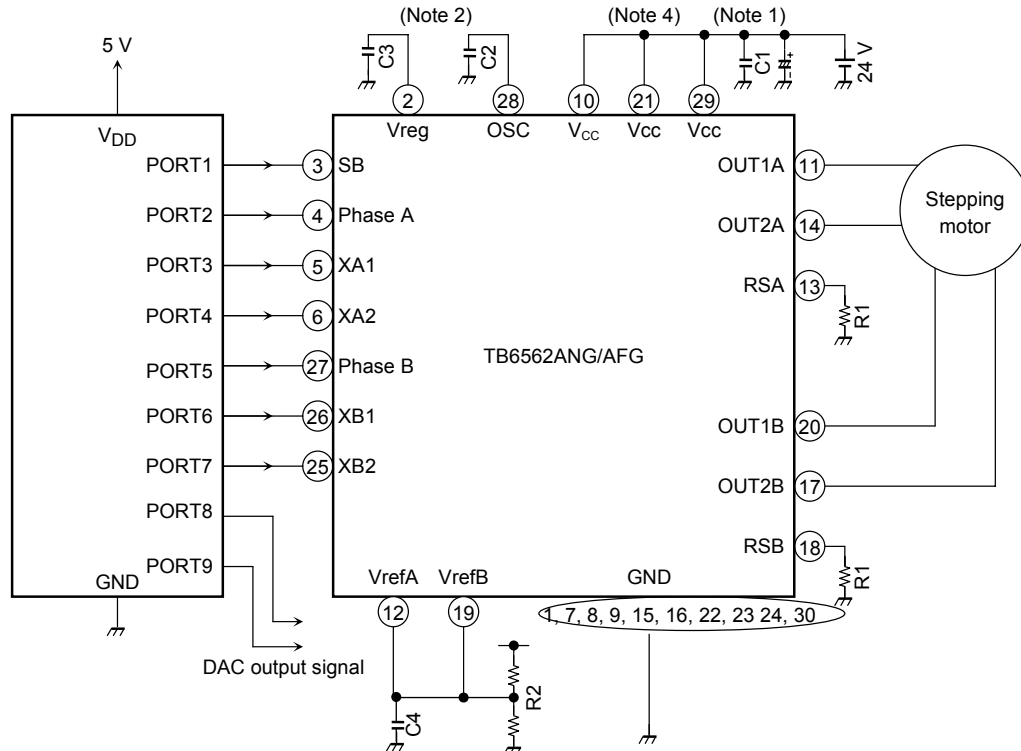 (Note 2)
(Note 4)
(Note 1)
5 V
C3
C2
C1
24 V
2
28
10
21
29
Vreg
OSC
VCC
Vcc
Vcc
VDD
PORT1
3
SB
OUT1A
11
PORT2
4
Phase A
OUT2A
14
Stepping
motor
PORT3
5
XA1
RSA
13
R1
PORT4
6
XA2
TB6562ANG/AFG
PORT5
27
Phase B
PORT6
26
XB1
OUT1B
20
PORT7
25
XB2
OUT2B
17
PORT8
RSB
18
R1
PORT9
GND
VrefA
VrefB
GND
12
19
1, 7, 8, 9, 15, 16, 22, 23 24, 30
DAC output signal
R2
C4